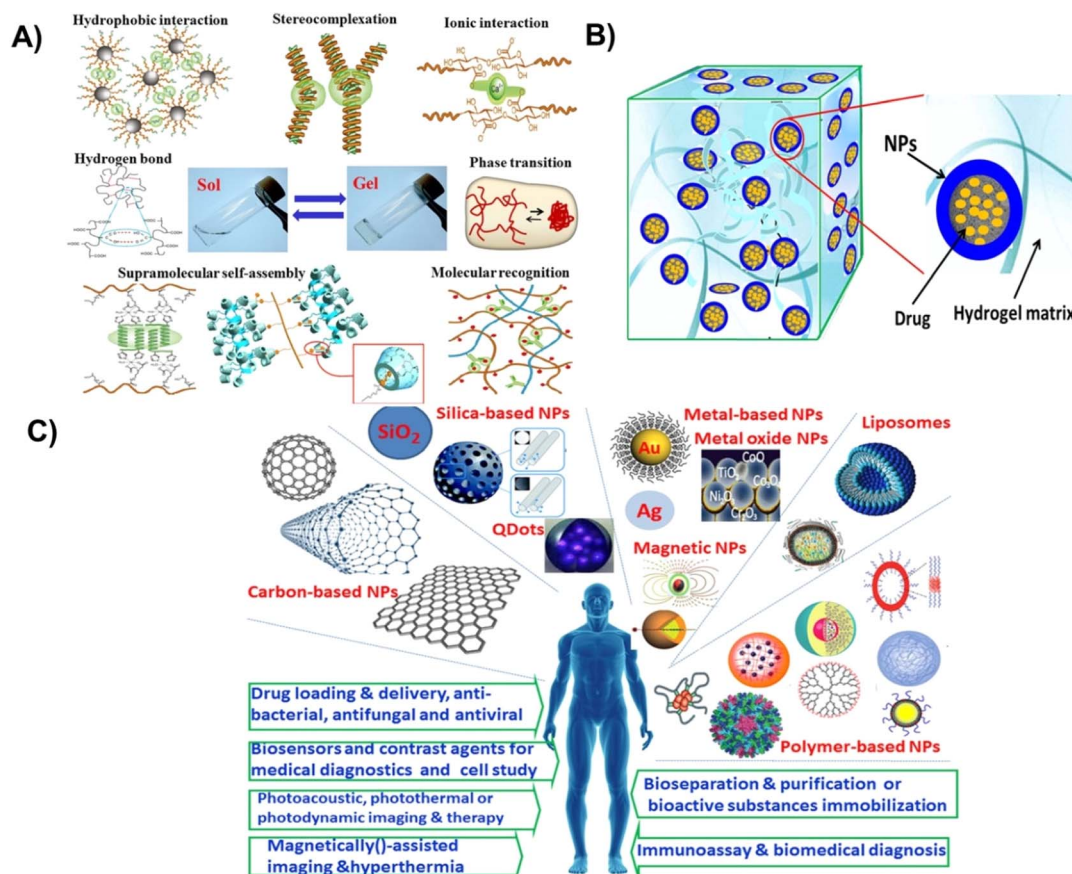 A)
Hydrophobic interaction
Stereocomplexation
Ionic interaction
Hydrogen bond
Sol
Gel
Phase transition
Supramolecular self-assembly
Molecular recognition
B)
NPs
Drug
Hydrogel matrix
C)
SiO2
Silica-based NPs
QDots
Carbon-based NPs
Metal-based NPs
Au
Metal oxide NPs
CoO
TiO
Cr2O3
Ag
Magnetic NPs
Liposomes
Polymer-based NPs
Drug loading & delivery, anti-
bacterial, antifungal and antiviral
Biosensors and contrast agents for
medical diagnostics and cell study
Photoacoustic, photothermal or
photodynamic imaging & therapy
Magnetically()-assisted
imaging &hyperthermia
Bioseparation & purification or
bioactive substances immobilization
Immunoassay & biomedical diagnosis